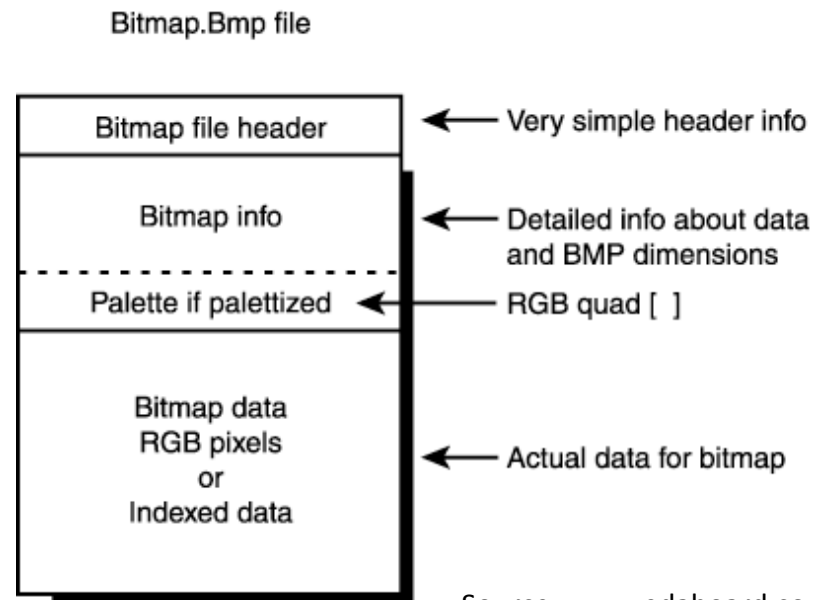 Bitmap.Bmp file
Bitmap file header
Very simple header info
Bitmap info
Detailed info about data
and BMP dimensions
Palette if palettized
RGB quad [ ]
Bitmap data
RGB pixels
or
Indexed data
Actual data for bitmap